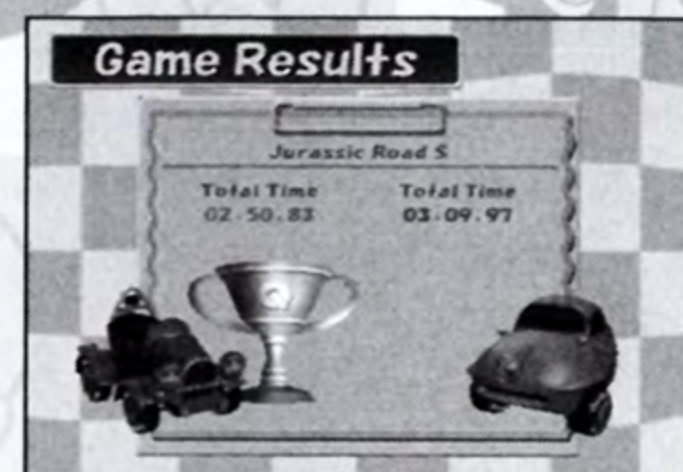 Game Results
Jurassic Road S
Total Time Total Time
02.50.83 03.09.97